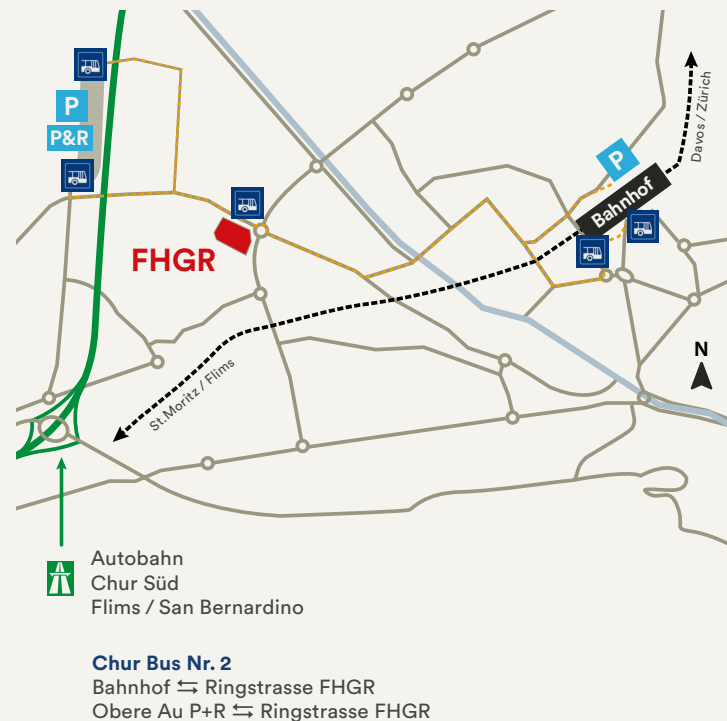 P
P&R
FHGR
P
Bahnhof
Davos / Zürich
N
St.Moritz / Flims
Autobahn
Chur Süd
Flims / San Bernardino
Chur Bus Nr. 2
Bahnhof ⇆ Ringstrasse FHGR
Obere Au P+R ⇆ Ringstrasse FHGR